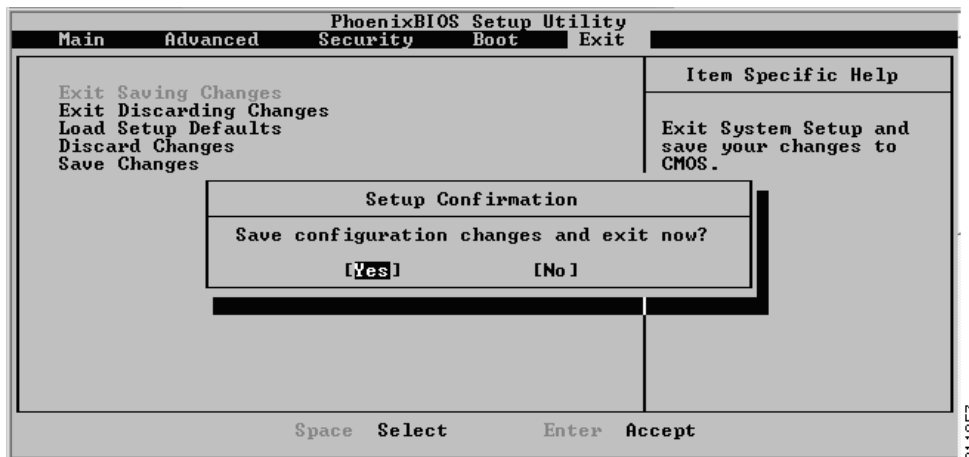 PhoenixBIOS Setup Utility
Main Advanced Security Boot Exit
Exit Saving Changes
Exit Discarding Changes
Load Setup Defaults
Discard Changes
Save Changes
Item Specific Help
Exit System Setup and
save your changes to
CMOS.
Setup Confirmation
Save configuration changes and exit now?
[Yes] [No]
Space Select Enter Accept